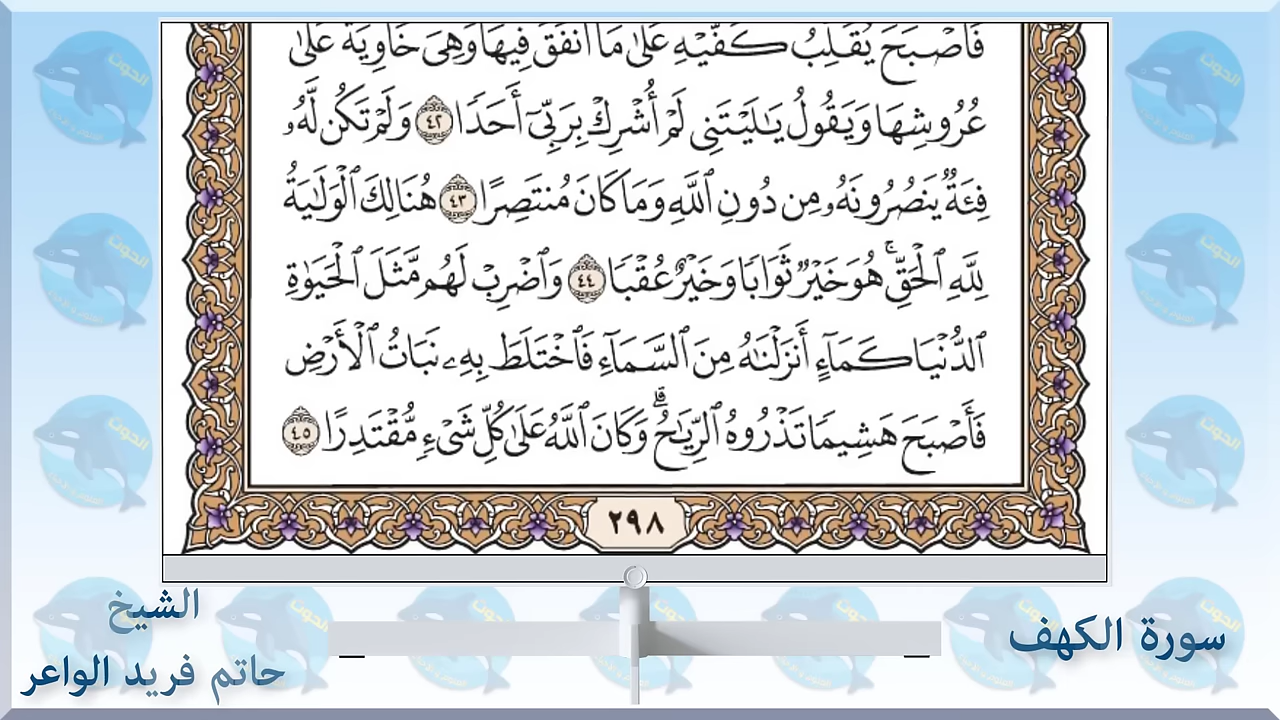 فَأَصْبَحَ يُقَلِّبُ كَفَّيْهِ عَلَىٰ مَآ أَنفَقَ فِيهَا وَهِىَ خَاوِيَةٌ عَلَىٰ
عُرُوشِهَا وَيَقُولُ يَٰلَيْتَنِى لَمْ أُشْرِكْ بِرَبِّىٓ أَحَدًا ٤٢ وَلَمْ تَكُن لَّهُۥ
فِئَةٌ يَنصُرُونَهُۥ مِن دُونِ ٱللَّهِ وَمَا كَانَ مُنتَصِرًا ٤٣ هُنَالِكَ ٱلْوَلَٰيَةُ
لِلَّهِ ٱلْحَقِّ ۚ هُوَ خَيْرٌ ثَوَابًا وَخَيْرٌ عُقْبًا ٤٤ وَٱضْرِبْ لَهُم مَّثَلَ ٱلْحَيَوٰةِ
ٱلدُّنْيَا كَمَآءٍ أَنزَلْنَٰهُ مِنَ ٱلسَّمَآءِ فَٱخْتَلَطَ بِهِۦ نَبَاتُ ٱلْأَرْضِ
فَأَصْبَحَ هَشِيمًا تَذْرُوهُ ٱلرِّيَٰحُ ۗ وَكَانَ ٱللَّهُ عَلَىٰ كُلِّ شَىْءٍ مُّقْتَدِرًا ٤٥
٢٩٨
الشيخ
حاتم فريد الواعر
سورة الكهف
الحوت